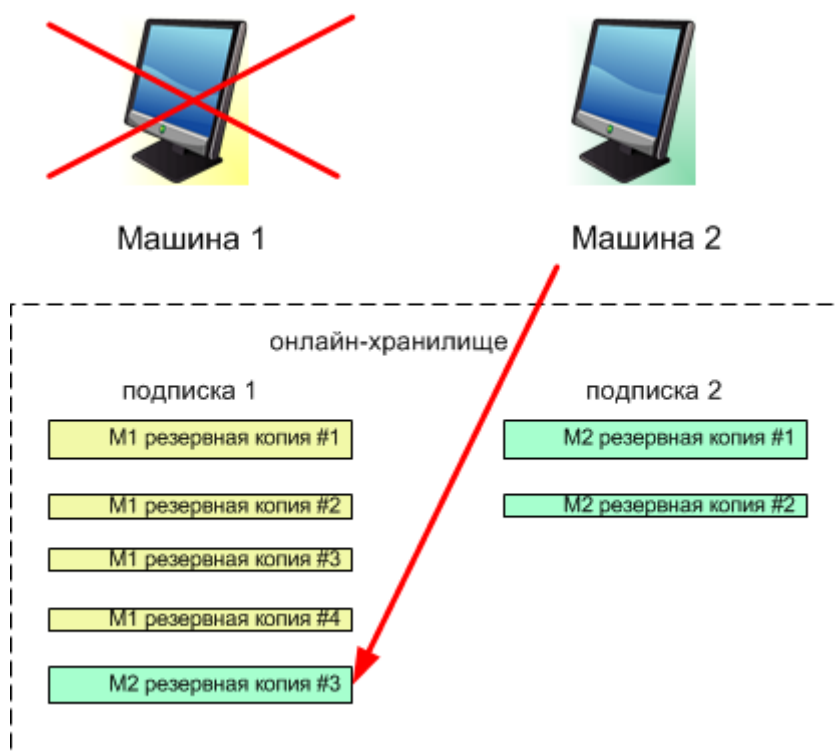 Машина 1
Машина 2
онлайн-хранилище
подписка 1
подписка 2
М1 резервная копия #1
М2 резервная копия #1
М1 резервная копия #2
М2 резервная копия #2
М1 резервная копия #3
М1 резервная копия #4
М2 резервная копия #3